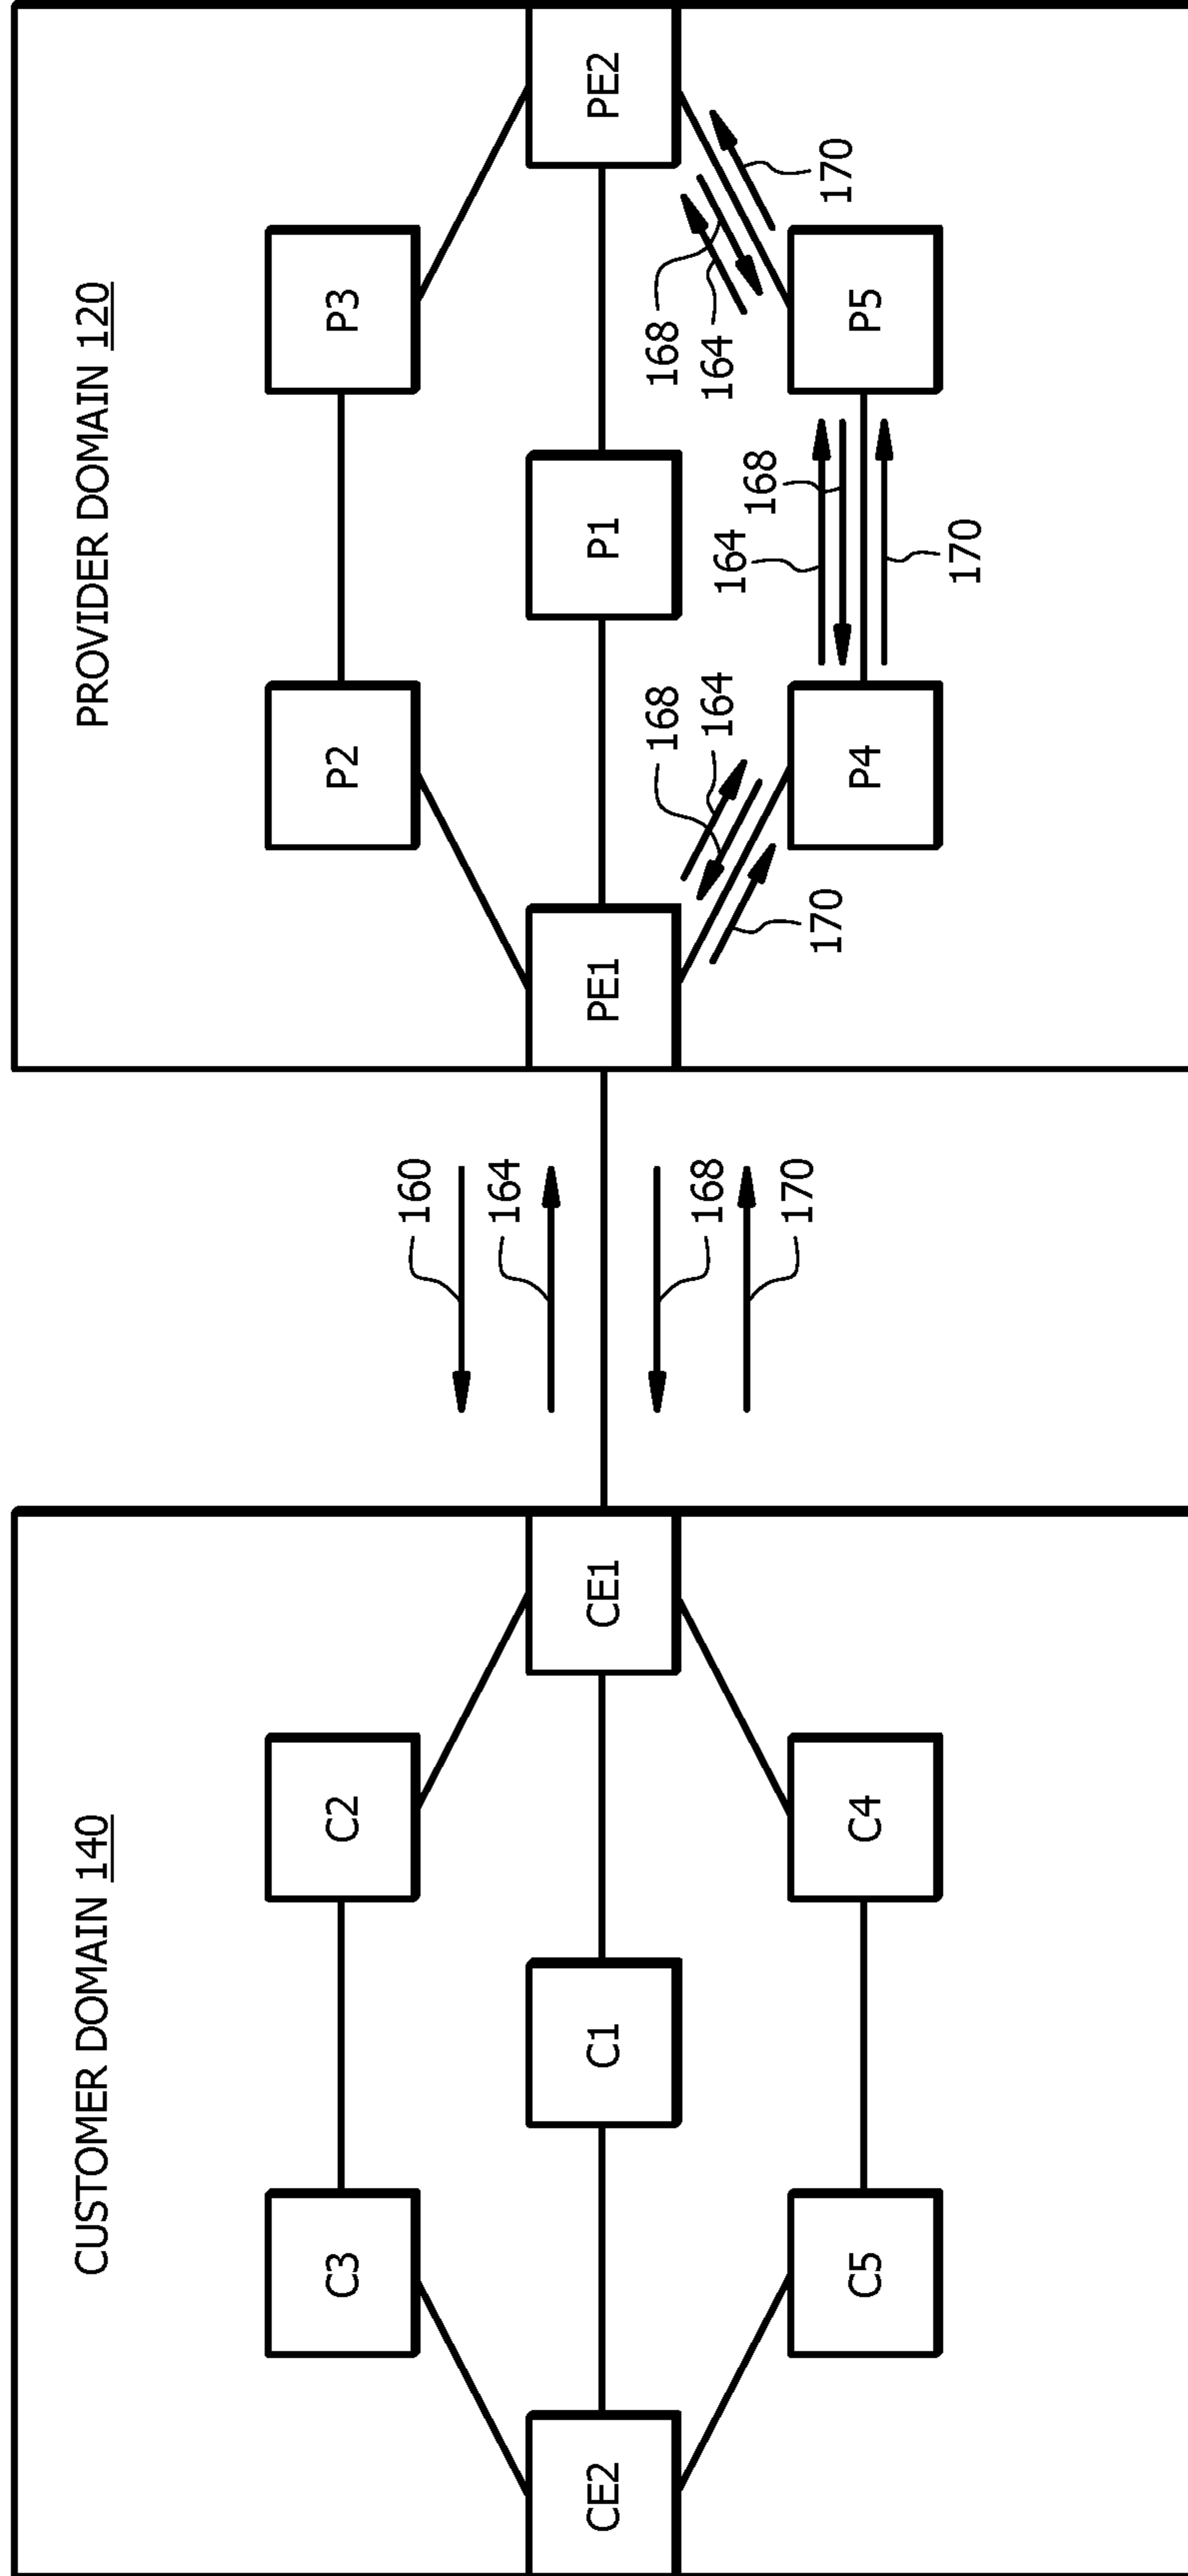 CUSTOMER DOMAIN 140
PROVIDER DOMAIN 120
C3
C2
P2
P3
160
164
CE2
C1
CE1
PE1
P1
PE2
168
164
168
164
168
170
164
168
170
170
170
C5
C4
P4
P5